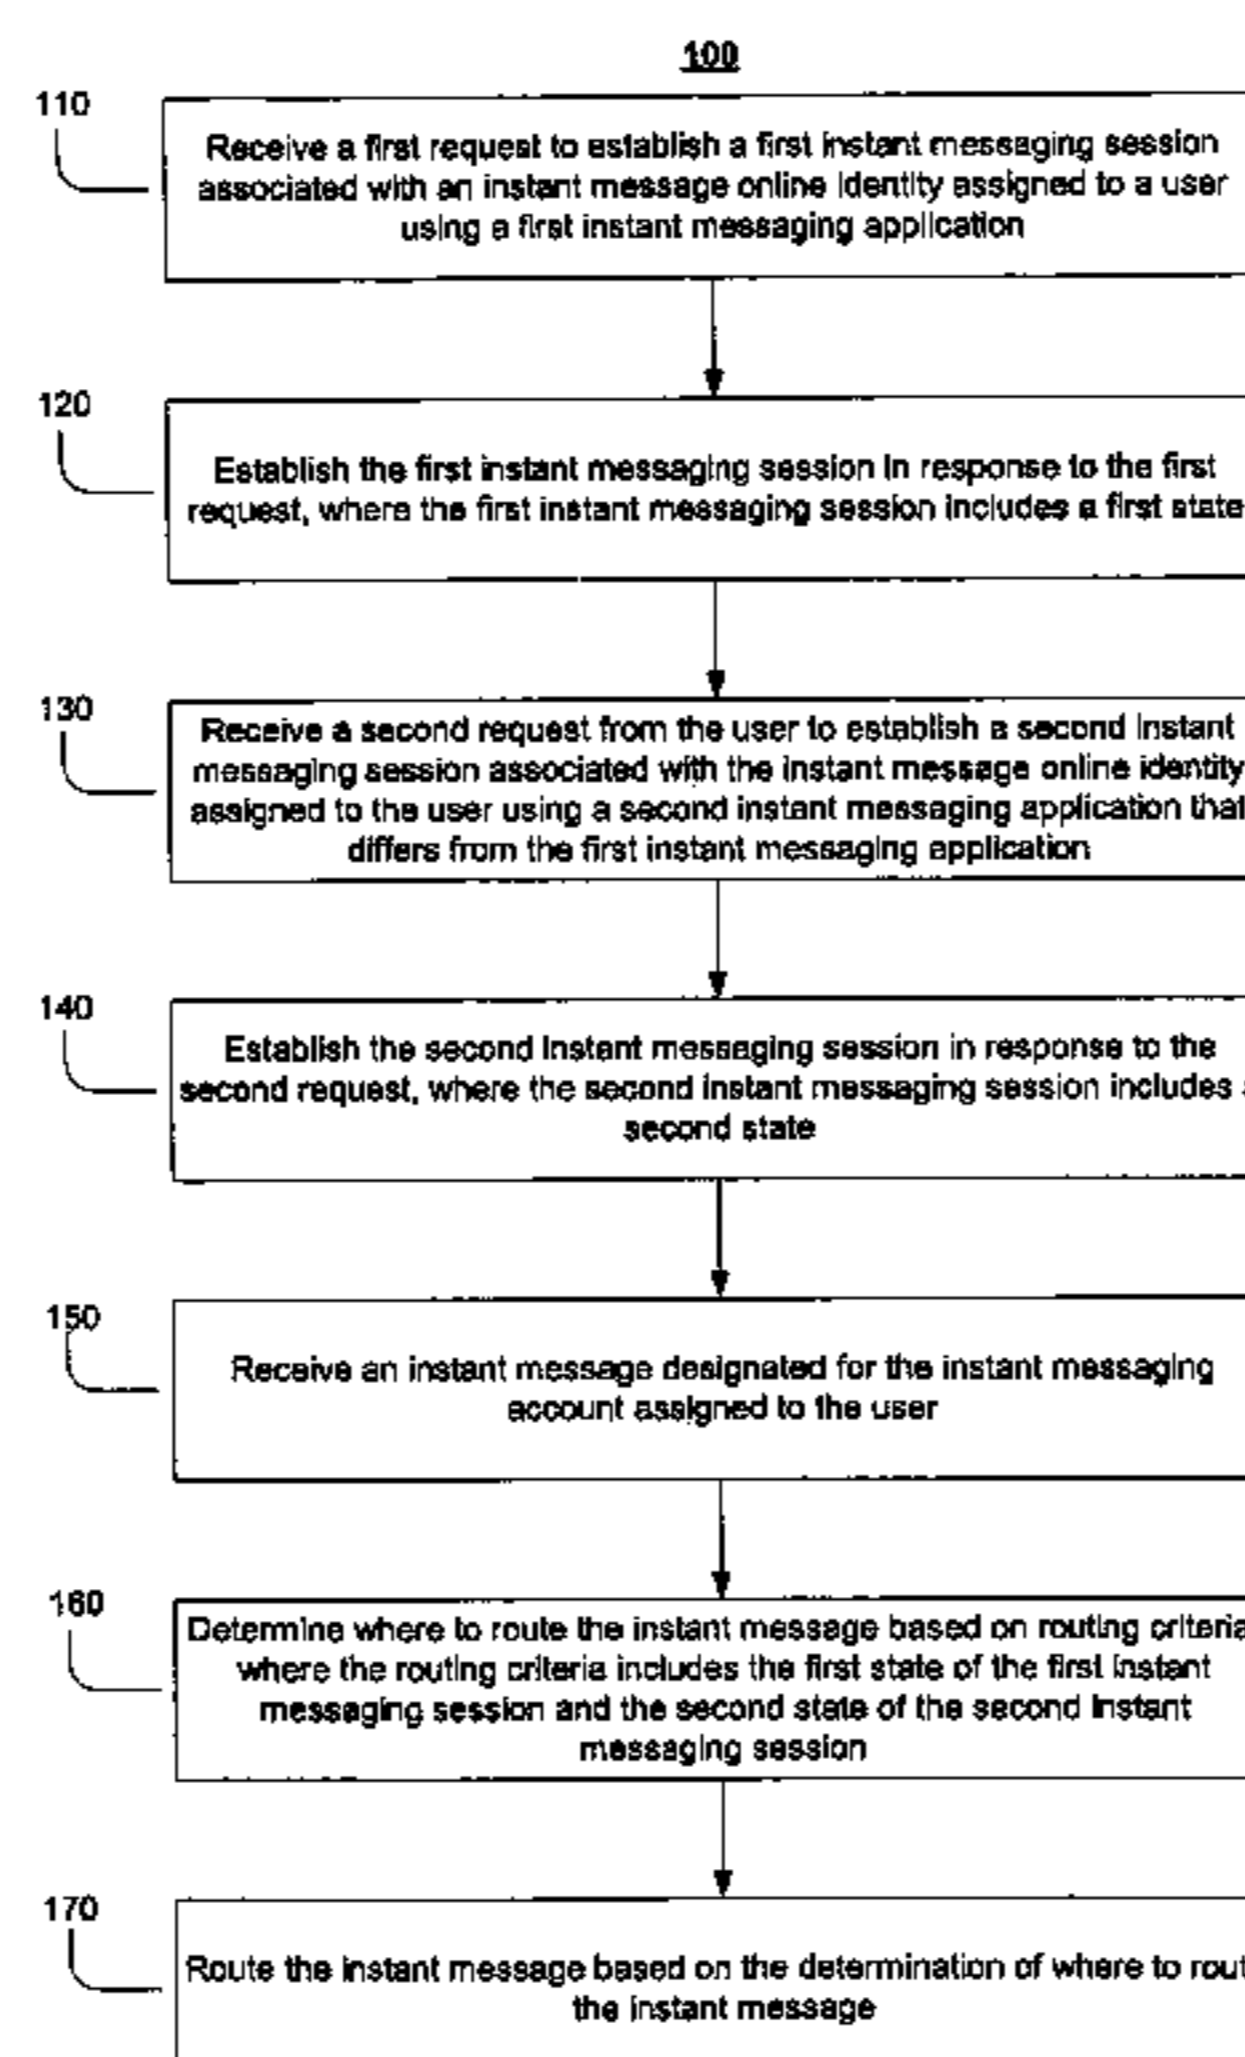 100
110
Receive a first request to establish a first instant messaging session
associated with an instant message online identity assigned to a user
using a first instant messaging application
120
Establish the first instant messaging session in response to the first
request, where the first instant messaging session includes a first state
130
Receive a second request from the user to establish a second instant
messaging session associated with the instant message online identity
assigned to the user using a second instant messaging application that
differs from the first instant messaging application
140
Establish the second instant messaging session in response to the
second request, where the second instant messaging session includes
second state
150
Receive an instant message designated for the instant messaging
account assigned to the user
160
Determine where to route the instant message based on routing criteria
where the routing criteria includes the first state of the first instant
messaging session and the second state of the second instant
messaging session
170
Route the instant message based on the determination of where to rout
the instant message